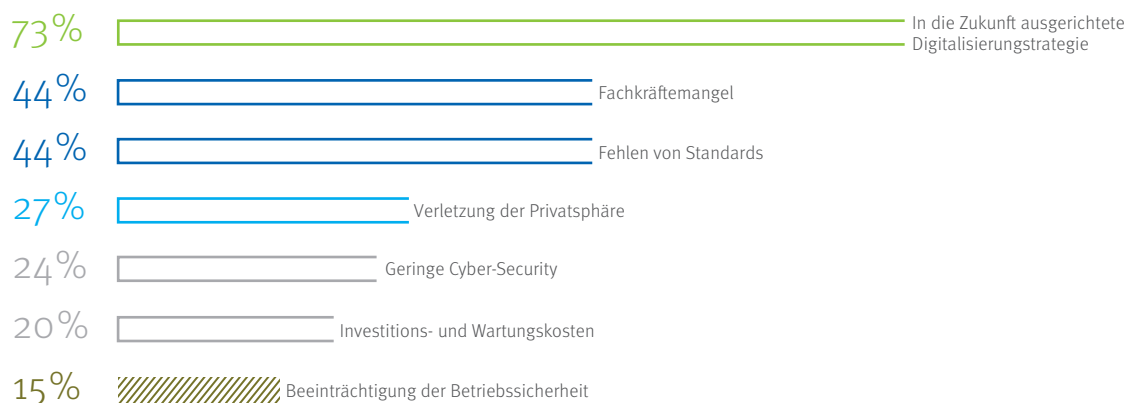 73%
In die Zukunft ausgerichtete
Digitalisierungstrategie
44%
Fachkräftemangel
44%
Fehlen von Standards
27%
Verletzung der Privatsphäre
24%
Geringe Cyber-Security
20%
Investitions- und Wartungskosten
15%
Beeinträchtigung der Betriebssicherheit